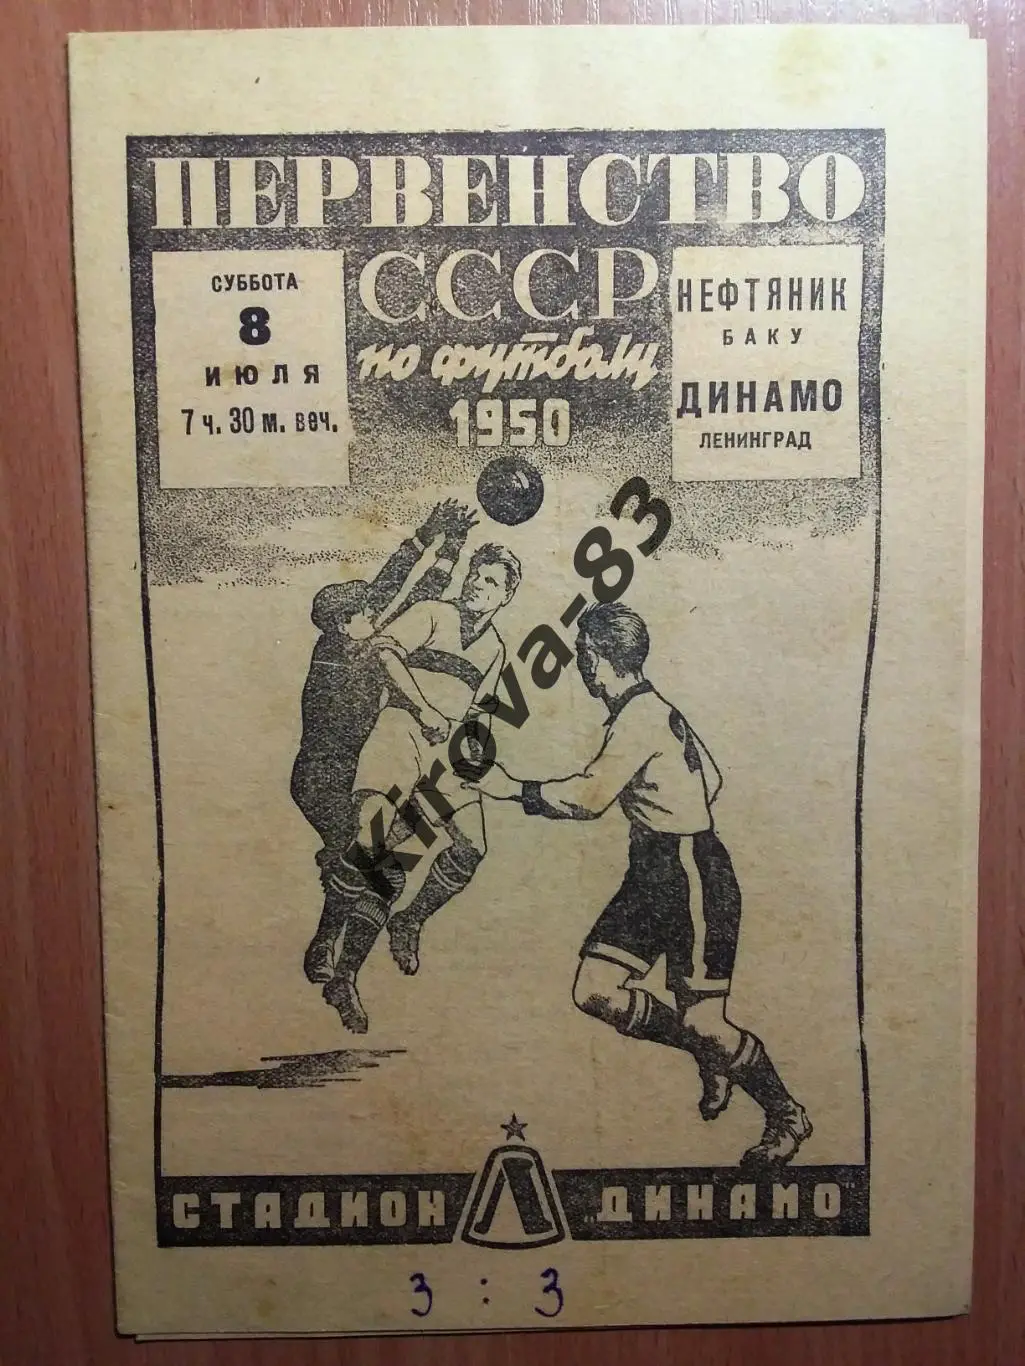 ПЕРВЕНСТВО
СССР
по футболу
1950
СУББОТА
8
ИЮЛЯ
7 ч. 30 м. веч.
НЕФТЯНИК
БАКУ
ДИНАМО
ЛЕНИНГРАД
Kirova-83
СТАДИОН Л „ДИНАМО"
3 : 3